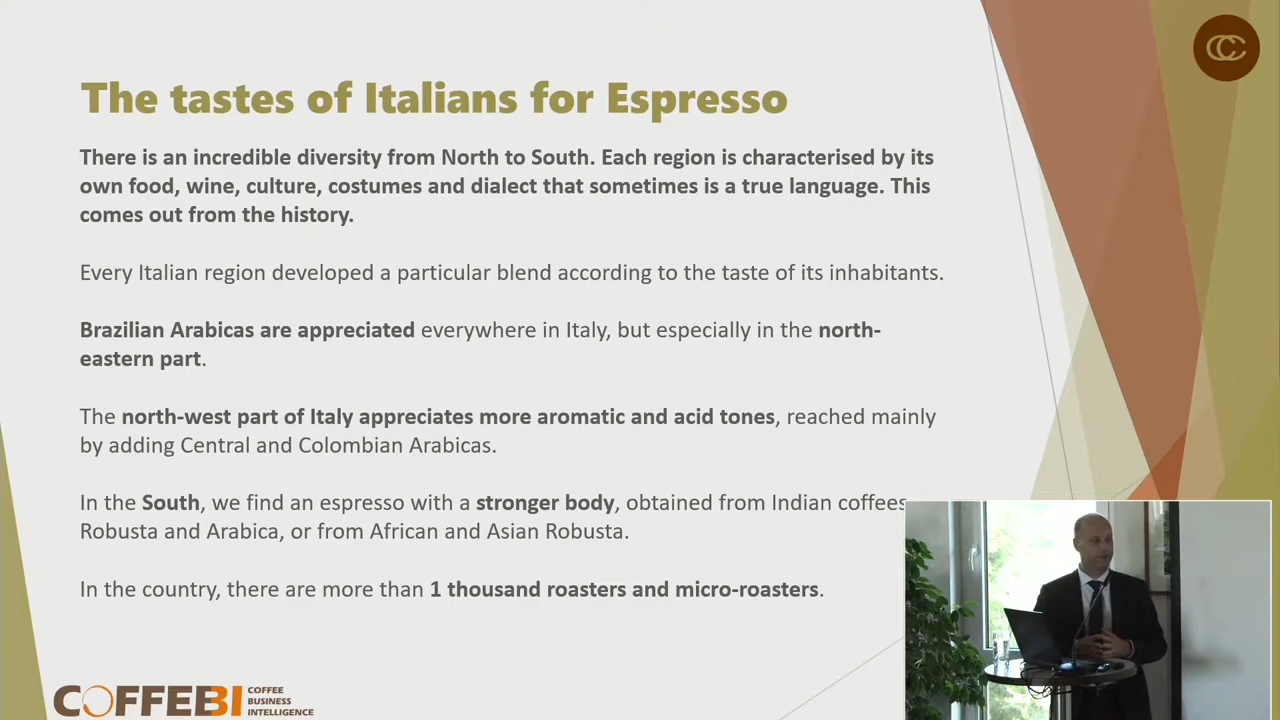 The tastes of Italians for Espresso
There is an incredible diversity from North to South. Each region is characterised by its
own food, wine, culture, costumes and dialect that sometimes is a true language. This
comes out from the history.
Every Italian region developed a particular blend according to the taste of its inhabitants.
Brazilian Arabicas are appreciated everywhere in Italy, but especially in the north-
eastern part.
The north-west part of Italy appreciates more aromatic and acid tones, reached mainly
by adding Central and Colombian Arabicas.
In the South, we find an espresso with a stronger body, obtained from Indian coffees
Robusta and Arabica, or from African and Asian Robusta.
In the country, there are more than 1 thousand roasters and micro-roasters.
COFFEBI
COFFEE
BUSINESS
INTELLIGENCE